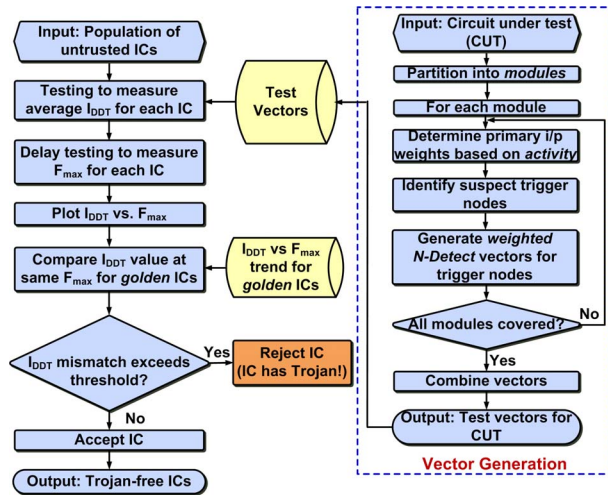 Input: Population of
untrusted ICs
Testing to measure
average IDDT for each IC
Delay testing to measure
Fmax for each IC
Plot IDDT vs. Fmax
Compare IDDT value at
same Fmax for golden ICs
IDDT mismatch exceeds
threshold?
Yes
Reject IC
(IC has Trojan!)
No
Accept IC
Output: Trojan-free ICs
Test
Vectors
IDDT vs Fmax
trend for
golden ICs
Input: Circuit under test
(CUT)
Partition into modules
For each module
Determine primary i/p
weights based on activity
Identify suspect trigger
nodes
Generate weighted
N-Detect vectors for
trigger nodes
All modules covered?
No
Yes
Combine vectors
Output: Test vectors for
CUT
Vector Generation